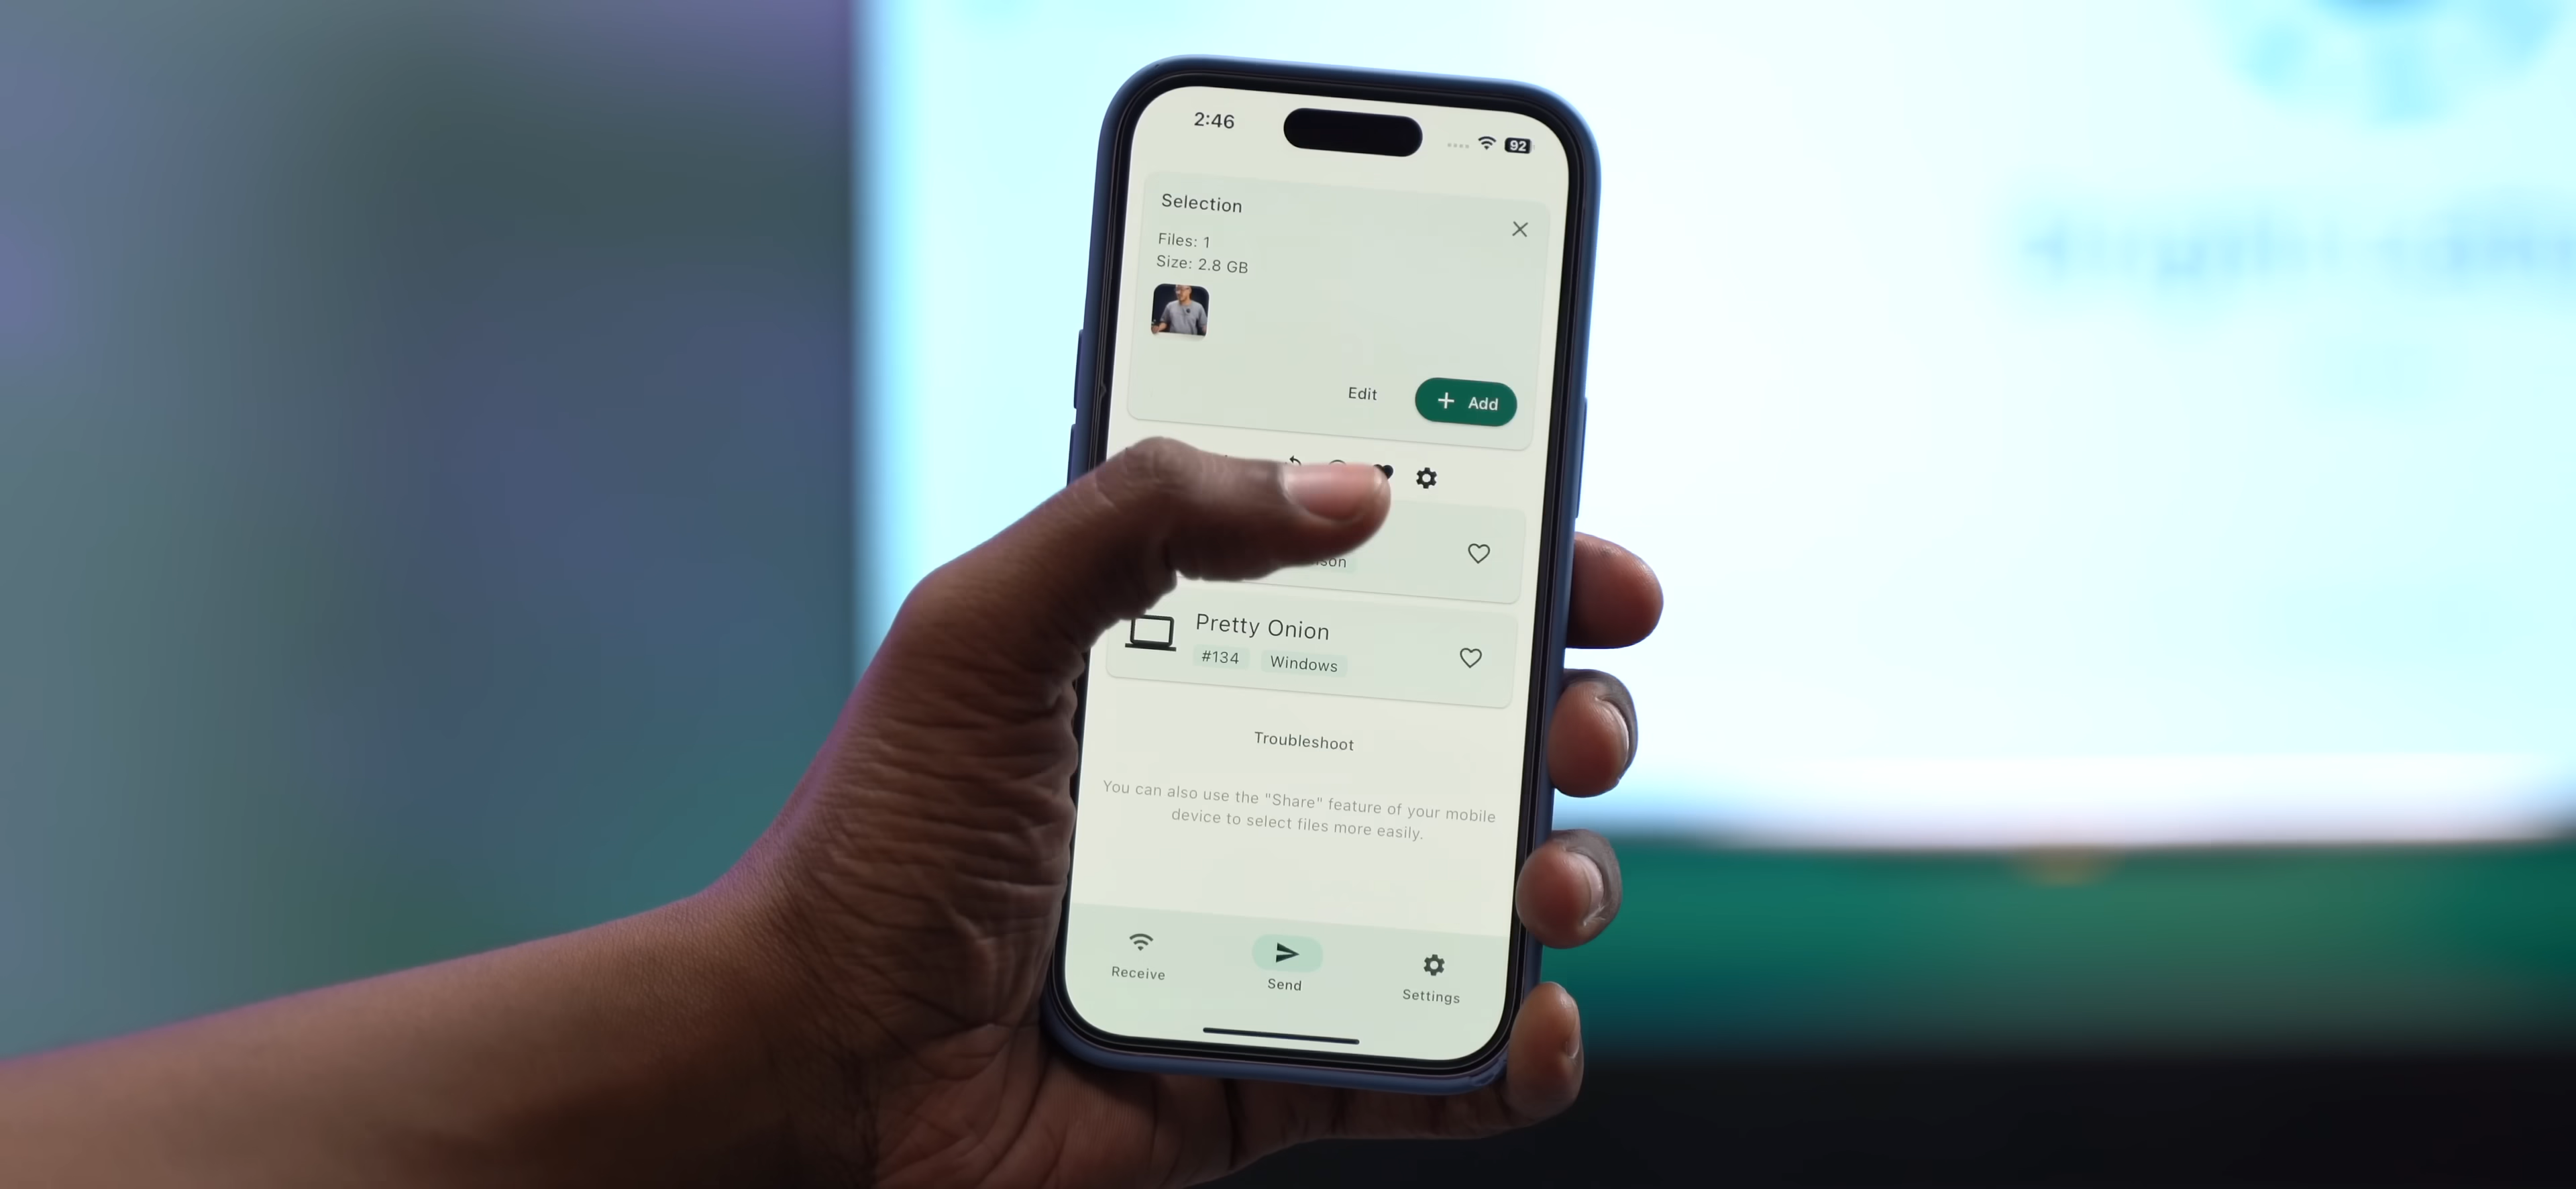 2:46
92
Selection
Files: 1
Size: 2.8 GB
Edit
+ Add
Pretty Onion
#134 Windows
Troubleshoot
You can also use the "Share" feature of your mobile
device to select files more easily.
Receive
Send
Settings